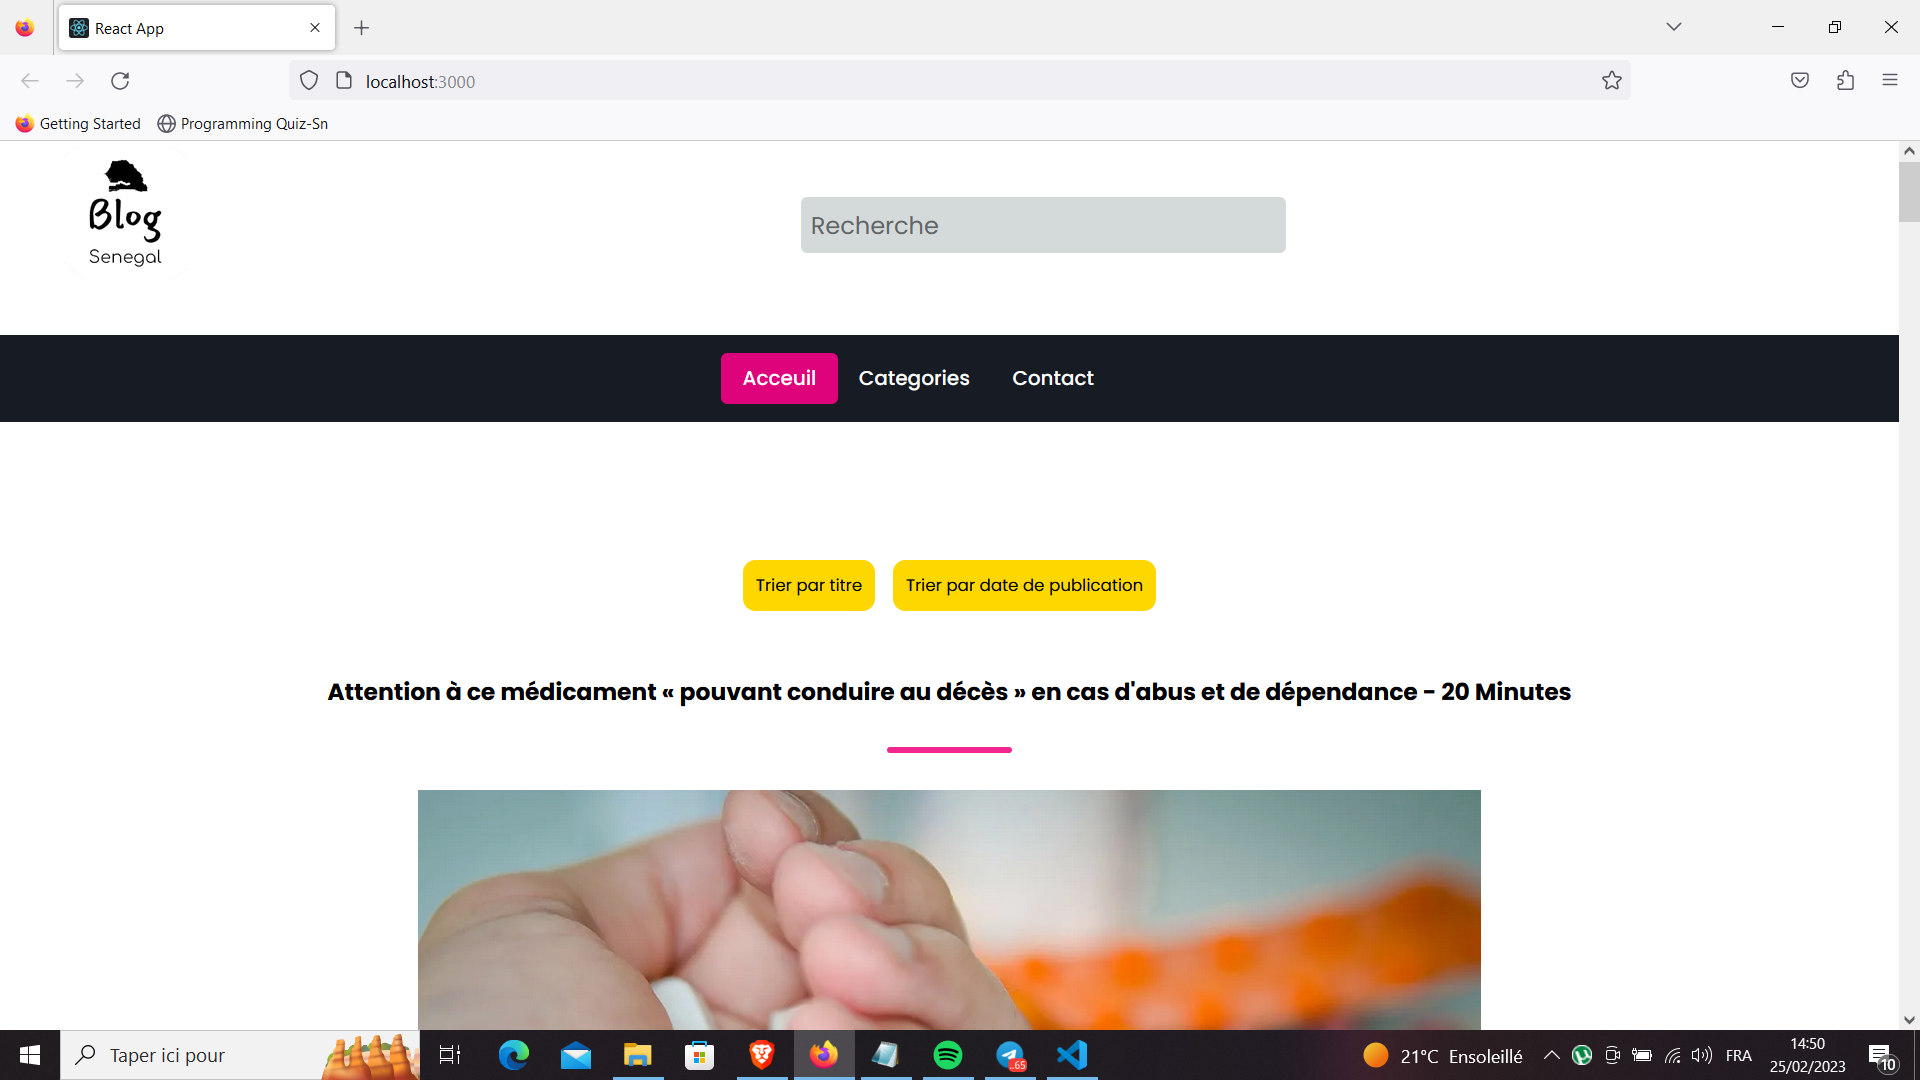 React App
localhost:3000
Getting Started
Programming Quiz-Sn
Blog
Senegal
Recherche
Acceuil
Categories
Contact
Trier par titre
Trier par date de publication
Attention à ce médicament « pouvant conduire au décès » en cas d'abus et de dépendance - 20 Minutes
Taper ici pour
..65
21°C Ensoleillé
FRA
14:50
25/02/2023
10